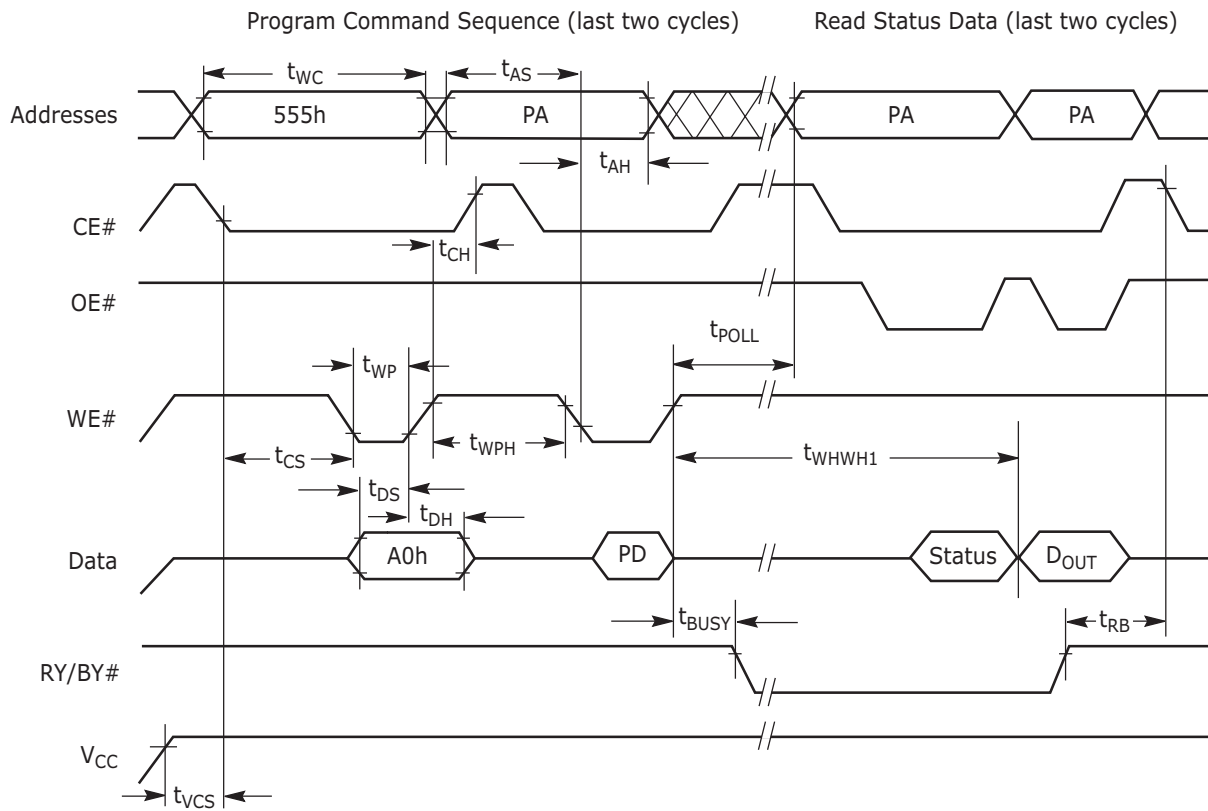 Program Command Sequence (last two cycles) Read Status Data (last two cycles)
tWC tAS
Addresses 555h PA PA PA
tAH
CE#
tCH
OE#
tPOLL
tWP
WE#
tWPH tWHWH1
tCS
tDS
tDH
Data A0h PD Status DOUT
tBUSY tRB
RY/BY#
VCC
tVCS